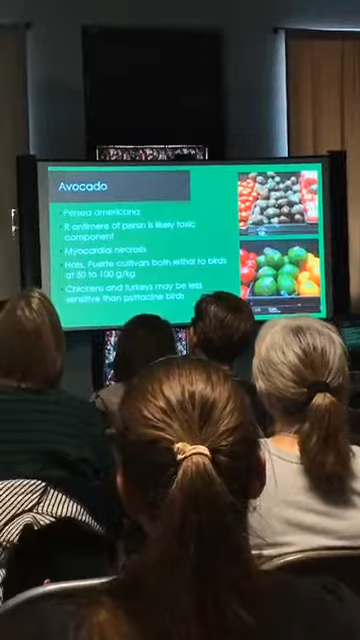 Avocado
Persea americana
R antimere of persin is likely toxic
component
Myocardial necrosis
Hass, Fuerte cultivars both lethal to birds
at 50 to 100 g/kg
Chickens and turkeys may be less
sensitive than psittacine birds